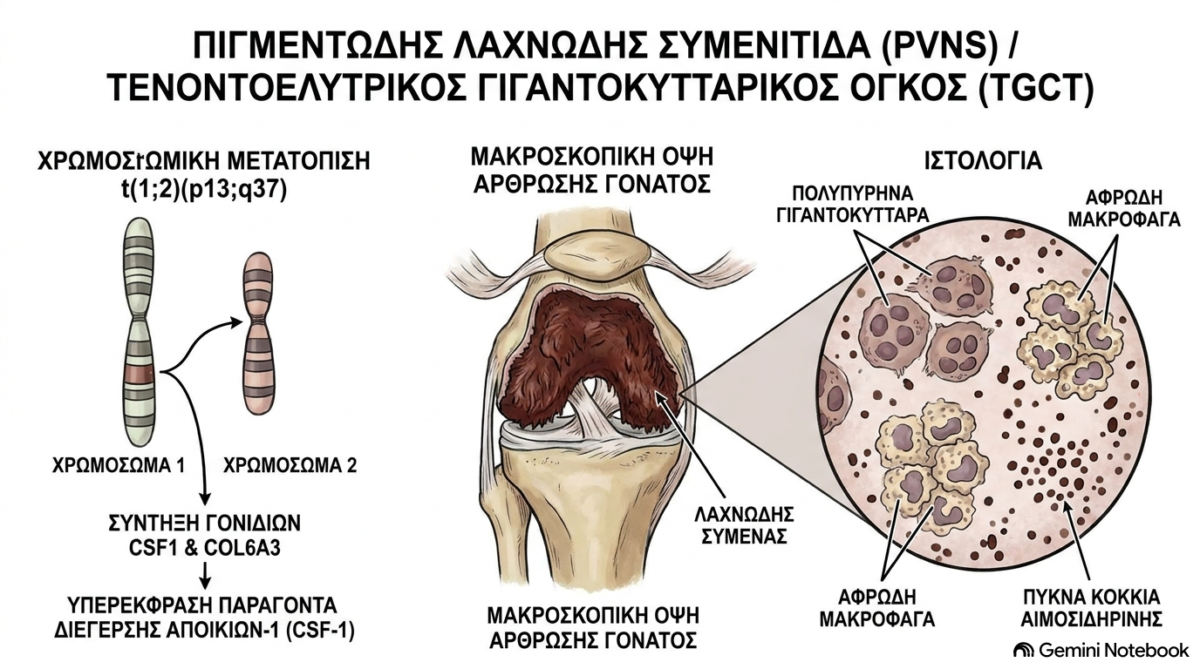 ΠΙΓΜΕΝΤΩΔΗΣ ΛΑΧΝΩΔΗΣ ΣΥΜΕΝΙΤΙΔΑ (PVNS) /
ΤΕΝΟΝΤΟΕΛΥΤΡΙΚΟΣ ΓΙΓΑΝΤΟΚΥΤΤΑΡΙΚΟΣ ΟΓΚΟΣ (TGCT)
ΧΡΩΜΟΣτΩΜΙΚΗ ΜΕΤΑΤΟΠΙΣΗ
t(1;2)(p13;q37)
ΧΡΩΜΟΣΩΜΑ 1
ΧΡΩΜΟΣΩΜΑ 2
ΣΥΝΤΗΞΗ ΓΟΝΙΔΙΩΝ
CSF1 & COL6A3
ΥΠΕΡΕΚΦΡΑΣΗ ΠΑΡΑΓΟΝΤΑ
ΔΙΕΓΕΡΣΗΣ ΑΠΟΙΚΙΩΝ-1 (CSF-1)
ΜΑΚΡΟΣΚΟΠΙΚΗ ΟΨΗ
ΑΡΘΡΩΣΗΣ ΓΟΝΑΤΟΣ
ΛΑΧΝΩΔΗΣ
ΣΥΜΕΝΑΣ
ΜΑΚΡΟΣΚΟΠΙΚΗ ΟΨΗ
ΑΡΘΡΩΣΗΣ ΓΟΝΑΤΟΣ
ΙΣΤΟΛΟΓΙΑ
ΠΟΛΥΠΥΡΗΝΑ
ΓΙΓΑΝΤΟΚΥΤΤΑΡΑ
ΑΦΡΩΔΗ
ΜΑΚΡΟΦΑΓΑ
ΑΦΡΩΔΗ
ΜΑΚΡΟΦΑΓΑ
ΠΥΚΝΑ ΚΟΚΚΙΑ
ΑΙΜΟΣΙΔΗΡΙΝΗΣ
Gemini Notebook